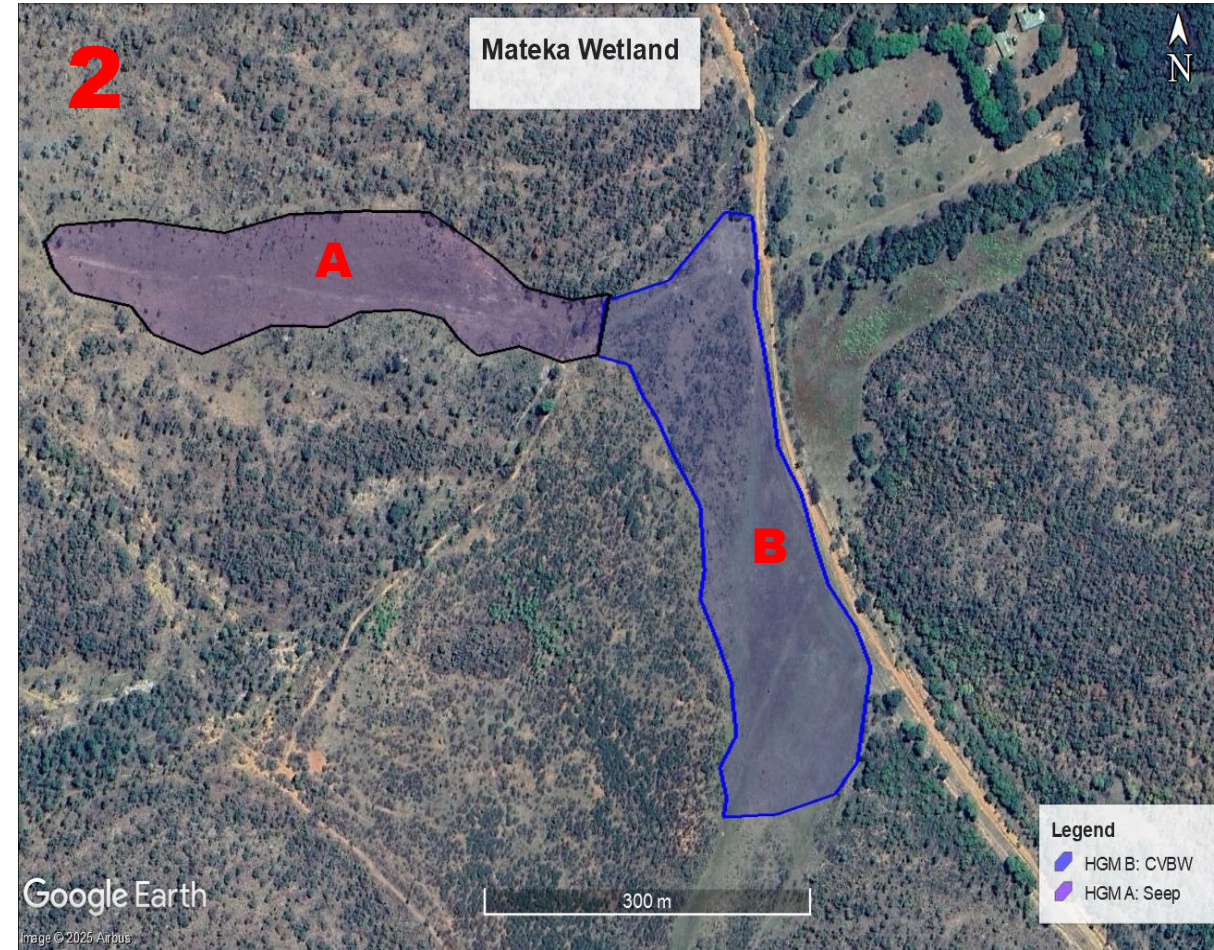 2
Mateka Wetland
N
A
B
Legend
HGM B: CVBW
HGM A: Seep
300 m
Google Earth
Image © 2025 Airbus